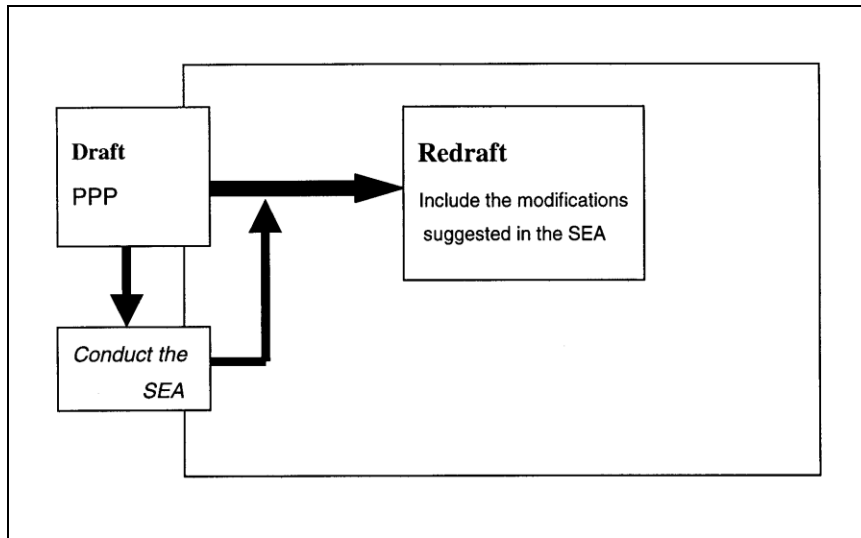 Draft
PPP
Redraft
Include the modifications
suggested in the SEA
Conduct the
SEA